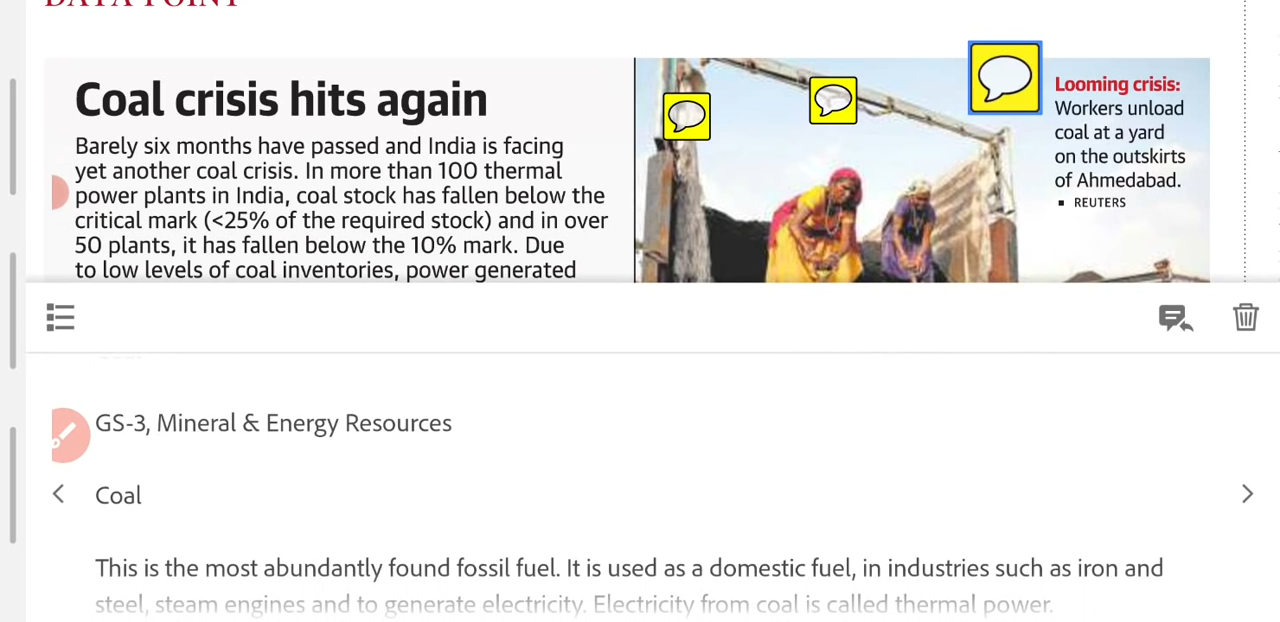 DATA POINT
Coal crisis hits again
Barely six months have passed and India is facing
yet another coal crisis. In more than 100 thermal
power plants in India, coal stock has fallen below the
critical mark (<25% of the required stock) and in over
50 plants, it has fallen below the 10% mark. Due
to low levels of coal inventories, power generated
Looming crisis:
Workers unload
coal at a yard
on the outskirts
of Ahmedabad.
▪ REUTERS
GS-3, Mineral & Energy Resources
Coal
This is the most abundantly found fossil fuel. It is used as a domestic fuel, in industries such as iron and
steel, steam engines and to generate electricity. Electricity from coal is called thermal power.